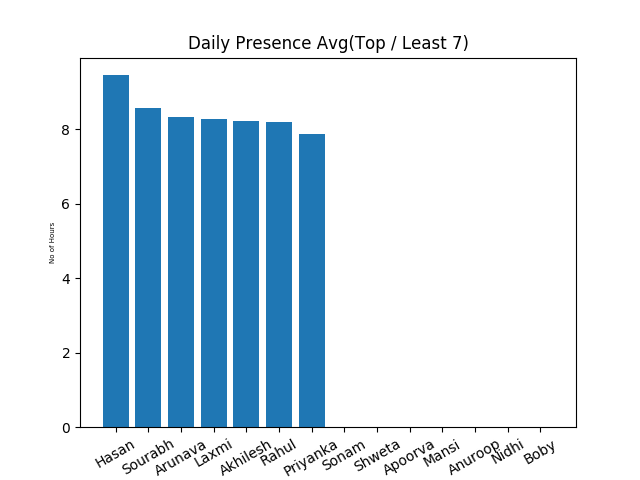 Daily Presence Avg(Top / Least 7)
8
6
4
2
0
No of Hours
Hasan
Sourabh
Arunava
Laxmi
Akhilesh
Rahul
Priyanka
Sonam
Shweta
Apoorva
Mansi
Anuroop
Nidhi
Boby